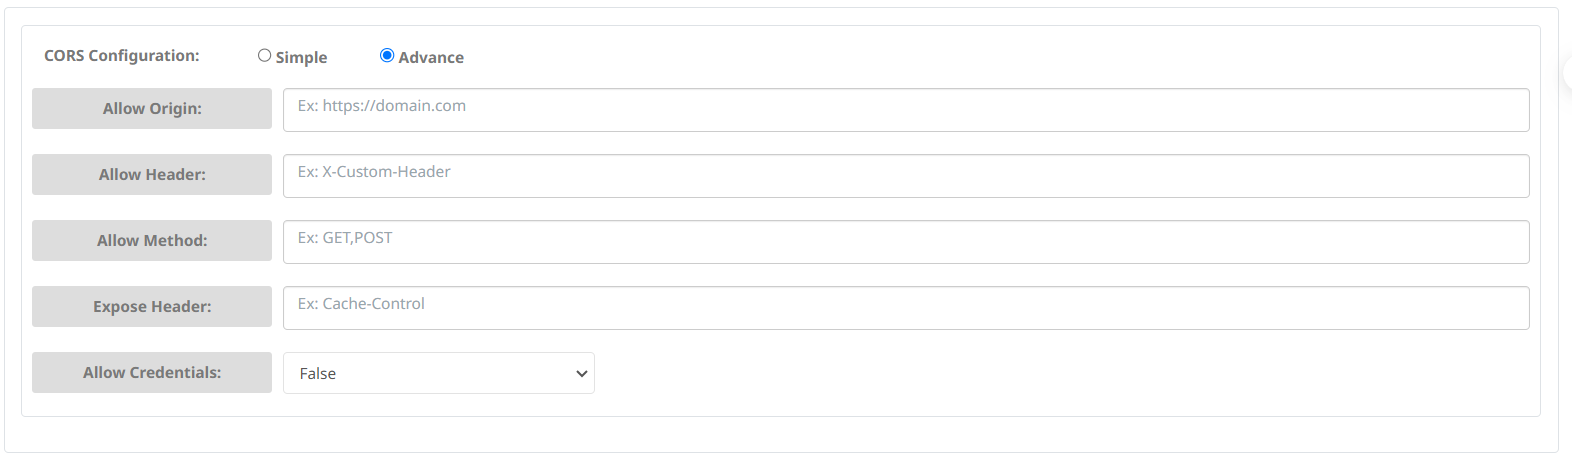 CORS Configuration: Simple Advance
Allow Origin: Ex: https://domain.com
Allow Header: Ex: X-Custom-Header
Allow Method: Ex: GET,POST
Expose Header: Ex: Cache-Control
Allow Credentials: False